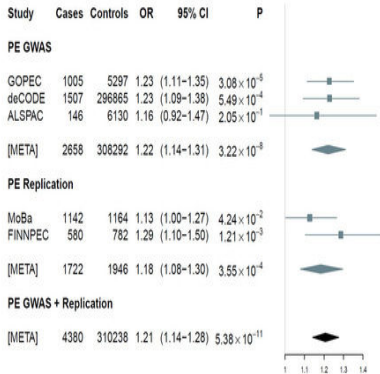 Study Cases Controls OR 95% CI P
PE GWAS
GOPEC 1005 5297 1.23 (1.11−1.35) 3.08×10⁻⁵
deCODE 1507 296865 1.23 (1.09−1.38) 5.49×10⁻⁴
ALSPAC 146 6130 1.16 (0.92−1.47) 2.05×10⁻¹
[META] 2658 308292 1.22 (1.14−1.31) 3.22×10⁻⁸
PE Replication
MoBa 1142 1164 1.13 (1.00−1.27) 4.24×10⁻²
FINNPEC 580 782 1.29 (1.10−1.50) 1.21×10⁻³
[META] 1722 1946 1.18 (1.08−1.30) 3.55×10⁻⁴
PE GWAS + Replication
[META] 4380 310238 1.21 (1.14−1.28) 5.38×10⁻¹¹
1 1.1 1.2 1.3 1.4